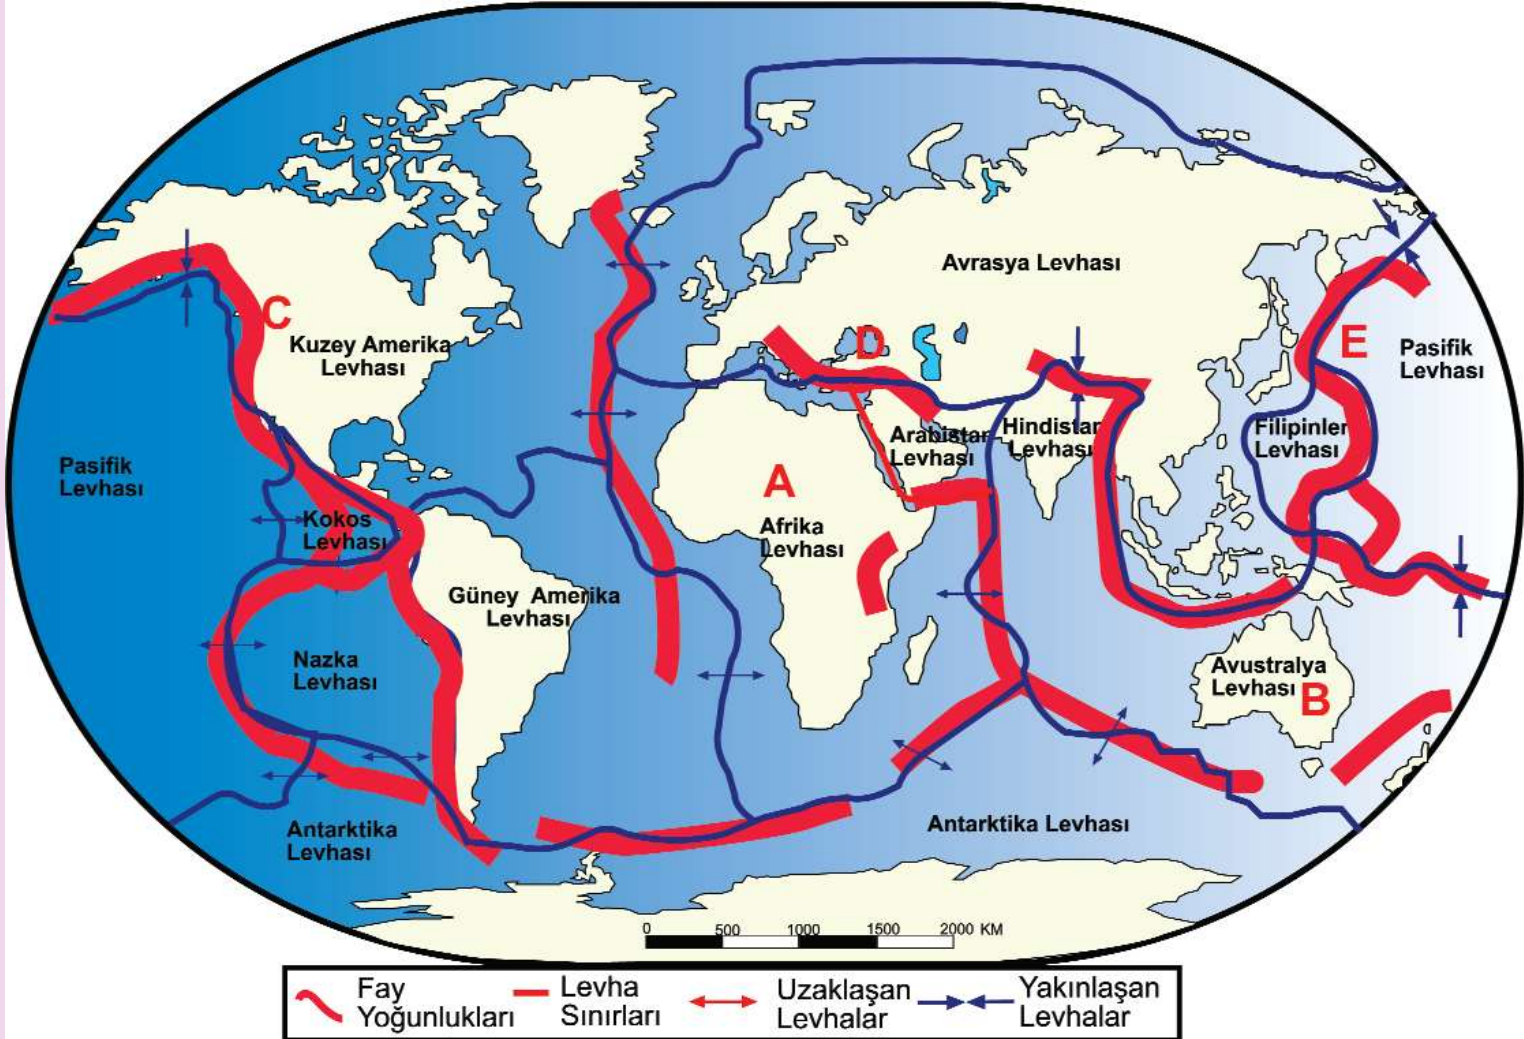 C
Kuzey Amerika
Levhası
Avrasya Levhası
D
E
Pasifik
Levhası
Pasifik
Levhası
Arabistan
Levhası
Hindistan
Levhası
Filipinler
Levhası
A
Afrika
Levhası
Kokos
Levhası
Güney Amerika
Levhası
Nazka
Levhası
Avustralya
Levhası
B
Antarktika
Levhası
Antarktika Levhası
0 500 1000 1500 2000 KM
Fay
Yoğunlukları
Levha
Sınırları
Uzaklaşan
Levhalar
Yakınlaşan
Levhalar